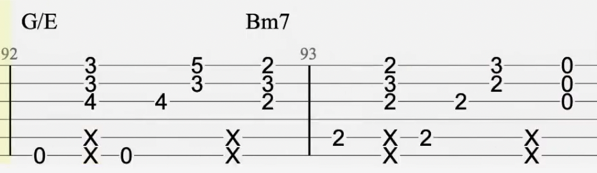 G/E Bm7
92 93
3 5 2 2 3 0
3 3 3 3 2 0
4 4 2 2 2 0
X X 2 X 2 X
0 X 0 X X X